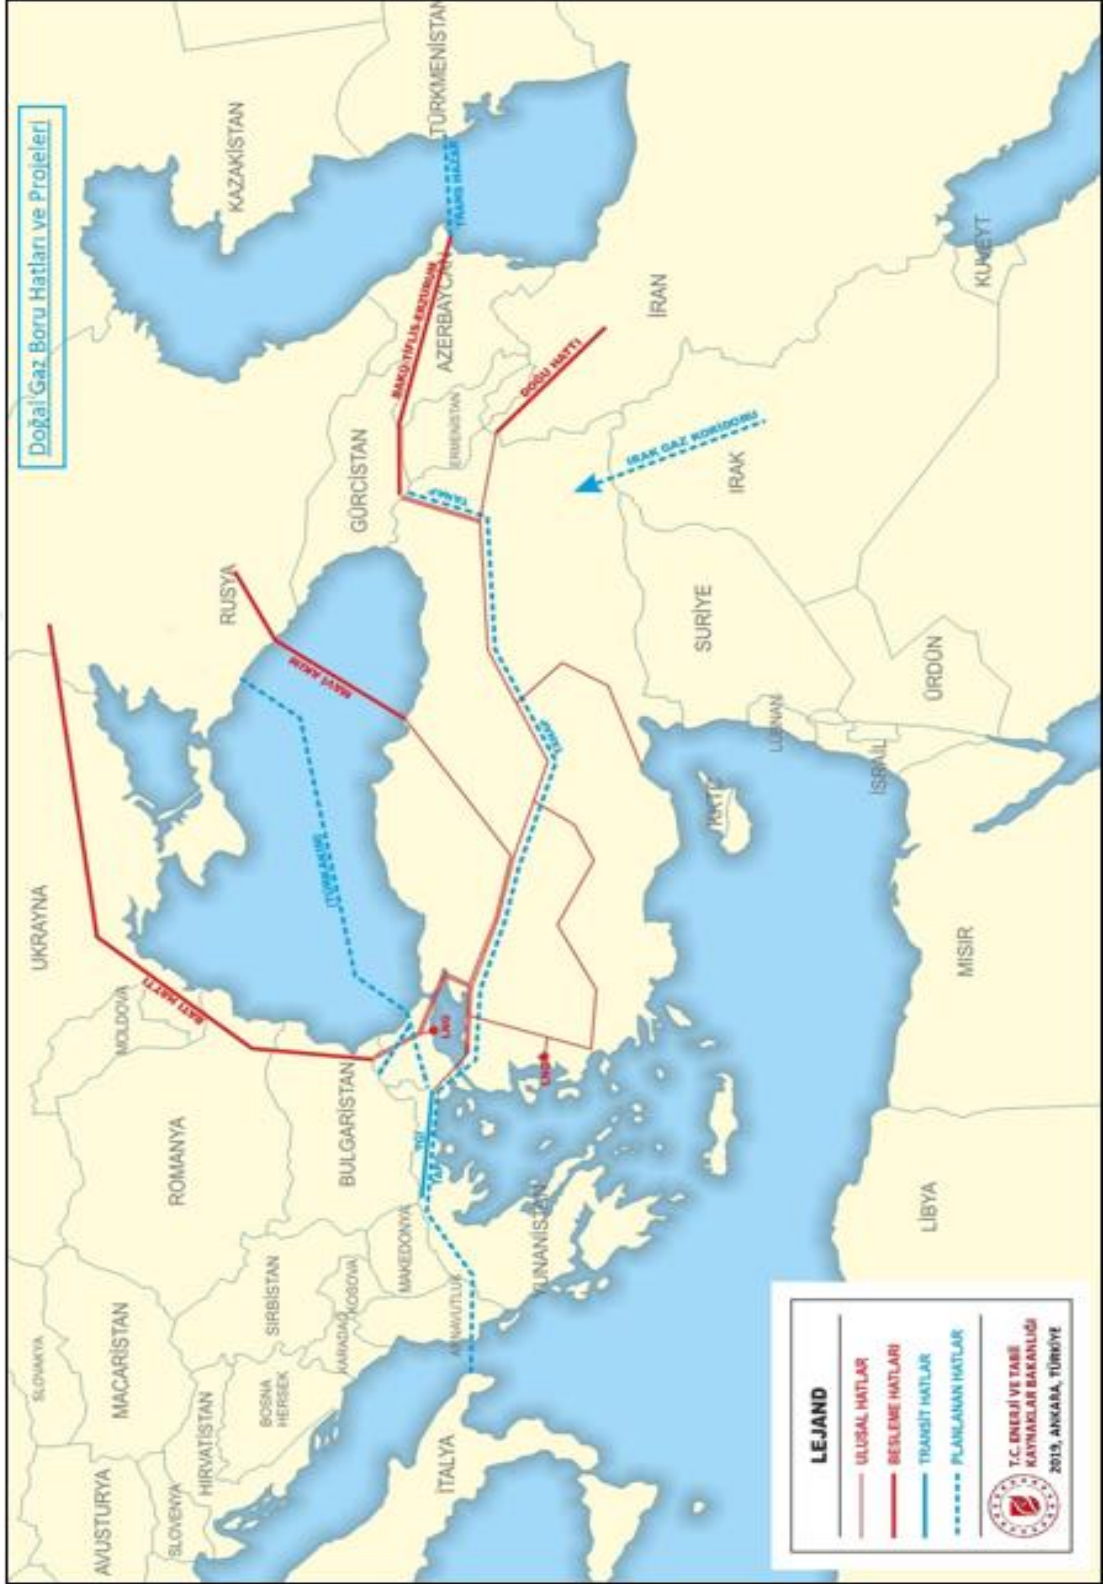 Doğal Gaz Boru Hatları ve Projeleri
SLOVAKYA
AVUSTURYA
MACARİSTAN
SLOVENYA
HIRVATİSTAN
BOSNA
HERSEK
SIRBİSTAN
KARADAĞ
KOSOVA
MAKEDONYA
ARNAVUTLUK
İTALYA
YUNANİSTAN
ROMANYA
BULGARİSTAN
MOLDOVA
UKRAYNA
RUSYA
KAZAKİSTAN
TÜRKMENİSTAN
GÜRCİSTAN
ERMENİSTAN
AZERBAYCAN
İRAN
IRAK
KUVEYT
SURİYE
LÜBNAN
İSRAİL
ÜRDÜN
KKTC
MISIR
LİBYA
BATI HATTI
MAVİ AKIM
BAKÜ-TİFLİS-ERZURUM
TRANS HAZAR
DOĞU HATTI
IRAK GAZ KORİDORU
TANAP
TANAP
TAP
LNG
LNG
LEJAND
ULUSAL HATLAR
BESLEME HATLARI
TRANSİT HATLAR
PLANLANAN HATLAR
T.C. ENERJİ VE TABİİ
KAYNAKLAR BAKANLIĞI
2019, ANKARA, TÜRKİYE